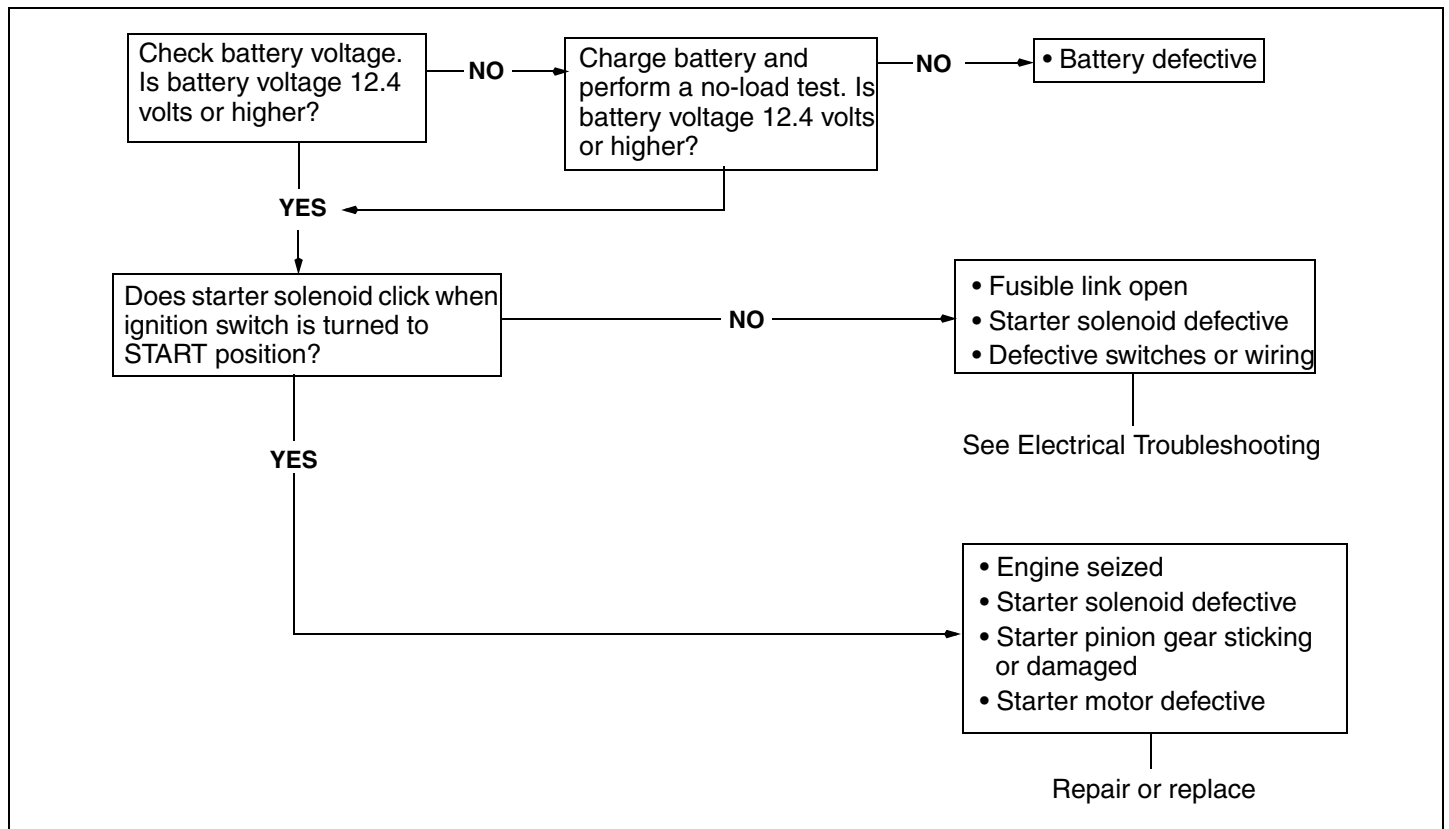 Check battery voltage.
Is battery voltage 12.4
volts or higher?
NO
Charge battery and
perform a no-load test. Is
battery voltage 12.4 volts
or higher?
NO
• Battery defective
YES
Does starter solenoid click when
ignition switch is turned to
START position?
NO
• Fusible link open
• Starter solenoid defective
• Defective switches or wiring
See Electrical Troubleshooting
YES
• Engine seized
• Starter solenoid defective
• Starter pinion gear sticking
or damaged
• Starter motor defective
Repair or replace